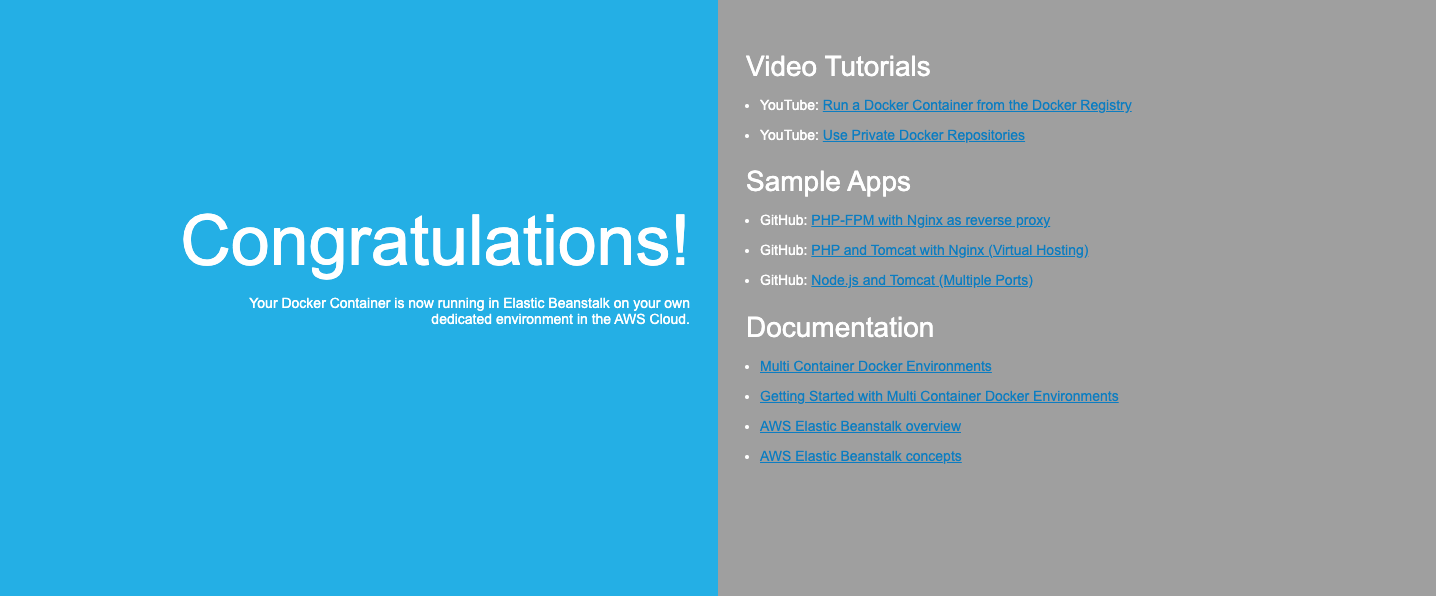 Congratulations!
Your Docker Container is now running in Elastic Beanstalk on your own
dedicated environment in the AWS Cloud.
Video Tutorials
YouTube: Run a Docker Container from the Docker Registry
YouTube: Use Private Docker Repositories
Sample Apps
GitHub: PHP-FPM with Nginx as reverse proxy
GitHub: PHP and Tomcat with Nginx (Virtual Hosting)
GitHub: Node.js and Tomcat (Multiple Ports)
Documentation
Multi Container Docker Environments
Getting Started with Multi Container Docker Environments
AWS Elastic Beanstalk overview
AWS Elastic Beanstalk concepts